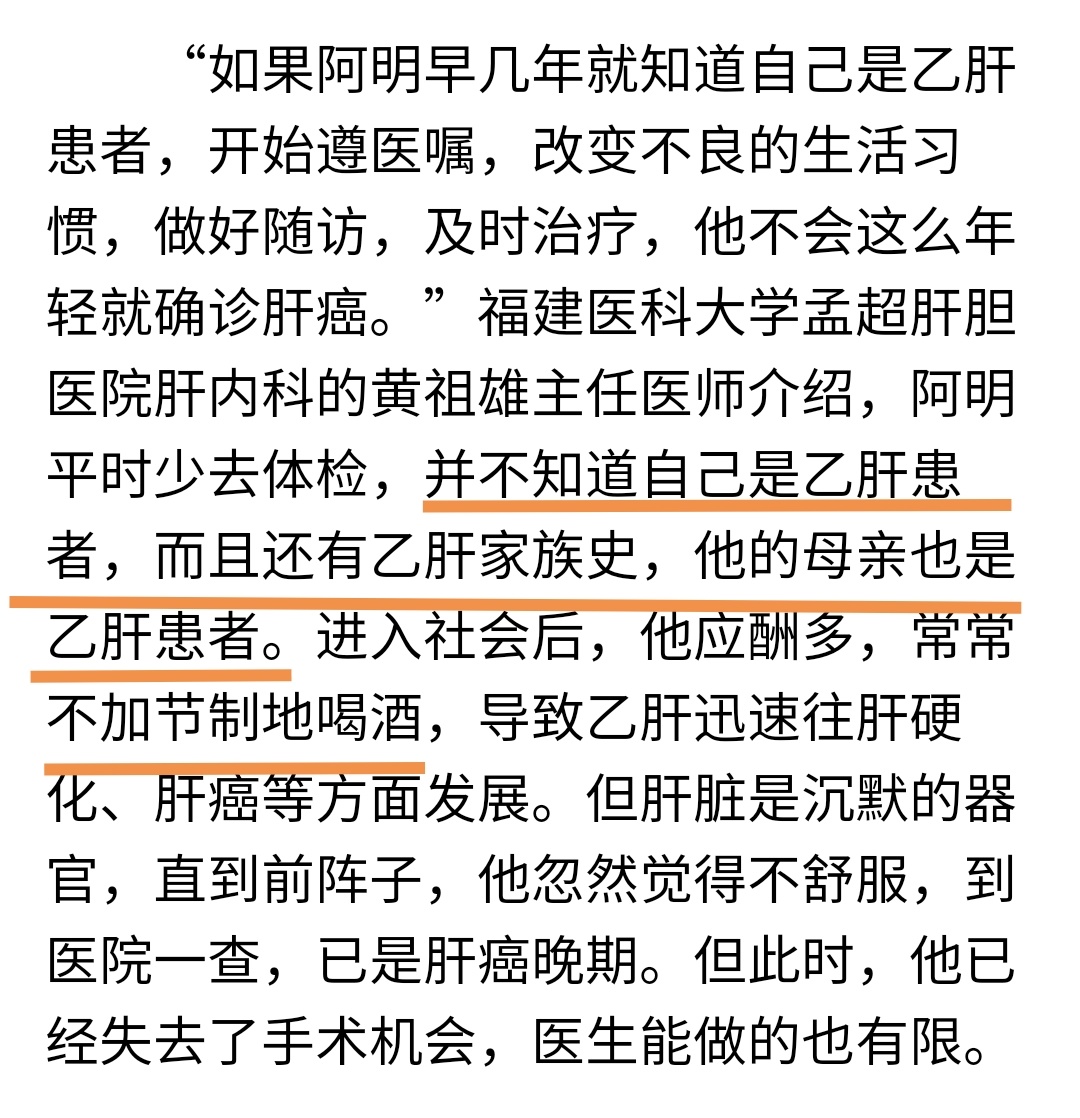 “如果阿明早几年就知道自己是乙肝
患者，开始遵医嘱，改变不良的生活习
惯，做好随访，及时治疗，他不会这么年
轻就确诊肝癌。”福建医科大学孟超肝胆
医院肝内科的黄祖雄主任医师介绍，阿明
平时少去体检，并不知道自己是乙肝患
者，而且还有乙肝家族史，他的母亲也是
乙肝患者。进入社会后，他应酬多，常常
不加节制地喝酒，导致乙肝迅速往肝硬
化、肝癌等方面发展。但肝脏是沉默的器
官，直到前阵子，他忽然觉得不舒服，到
医院一查，已是肝癌晚期。但此时，他已
经失去了手术机会，医生能做的也有限。